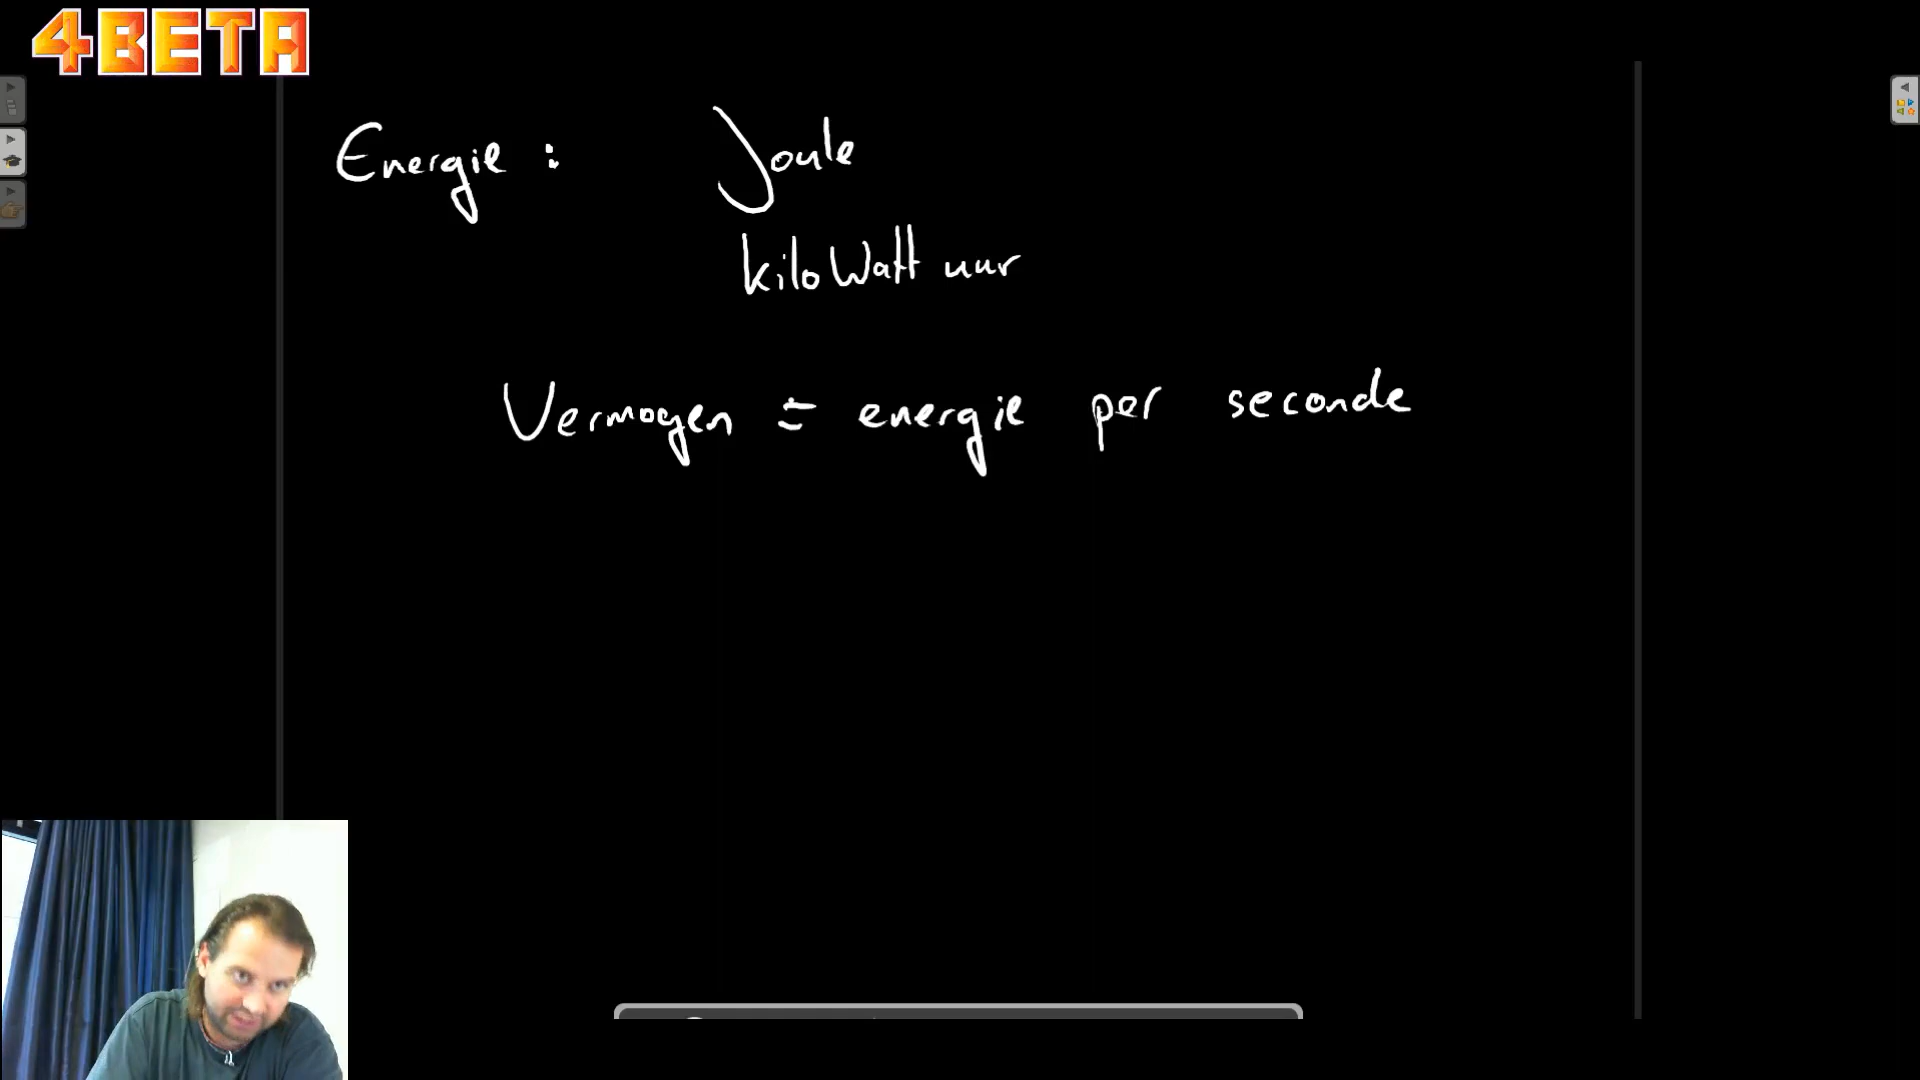 4BETA
Energie : Joule
kiloWatt uur
Vermogen = energie per seconde